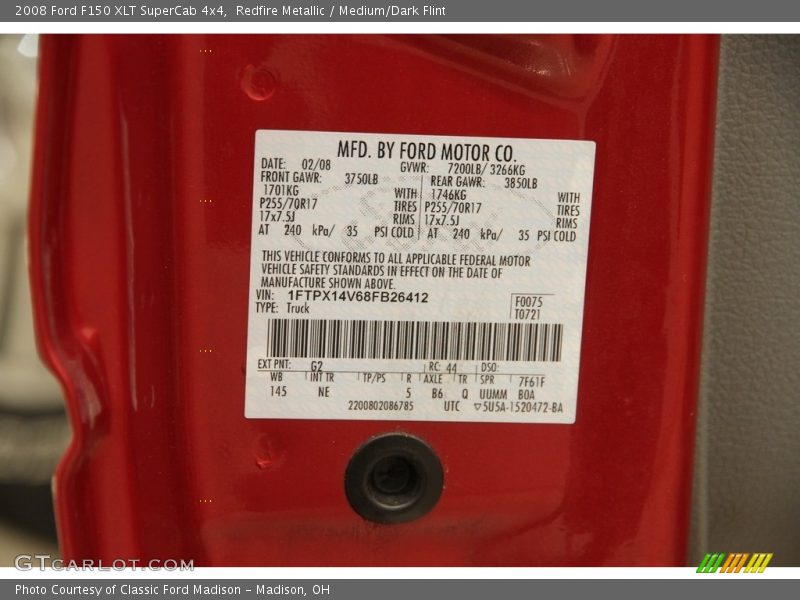 2008 Ford F150 XLT SuperCab 4x4, Redfire Metallic / Medium/Dark Flint
MFD. BY FORD MOTOR CO.
DATE: 02/08 GVWR: 7200LB/ 3266KG
FRONT GAWR: 3750LB REAR GAWR: 3850LB
1701KG WITH 1746KG WITH
P255/70R17 TIRES P255/70R17 TIRES
17x7.5J RIMS 17x7.5J RIMS
AT 240 kPa/ 35 PSI COLD AT 240 kPa/ 35 PSI COLD
THIS VEHICLE CONFORMS TO ALL APPLICABLE FEDERAL MOTOR
VEHICLE SAFETY STANDARDS IN EFFECT ON THE DATE OF
MANUFACTURE SHOWN ABOVE.
VIN: 1FTPX14V68FB26412 F0075
TYPE: Truck T0721
EXT PNT: G2 RC: 44 DSO:
WB INT TR TP/PS R AXLE TR SPR 7F61F
145 NE 5 B6 Q UUMM B0A
2200802086785 UTC ▽5U5A-1520472-BA
GTCARLOT.COM
Photo Courtesy of Classic Ford Madison - Madison, OH